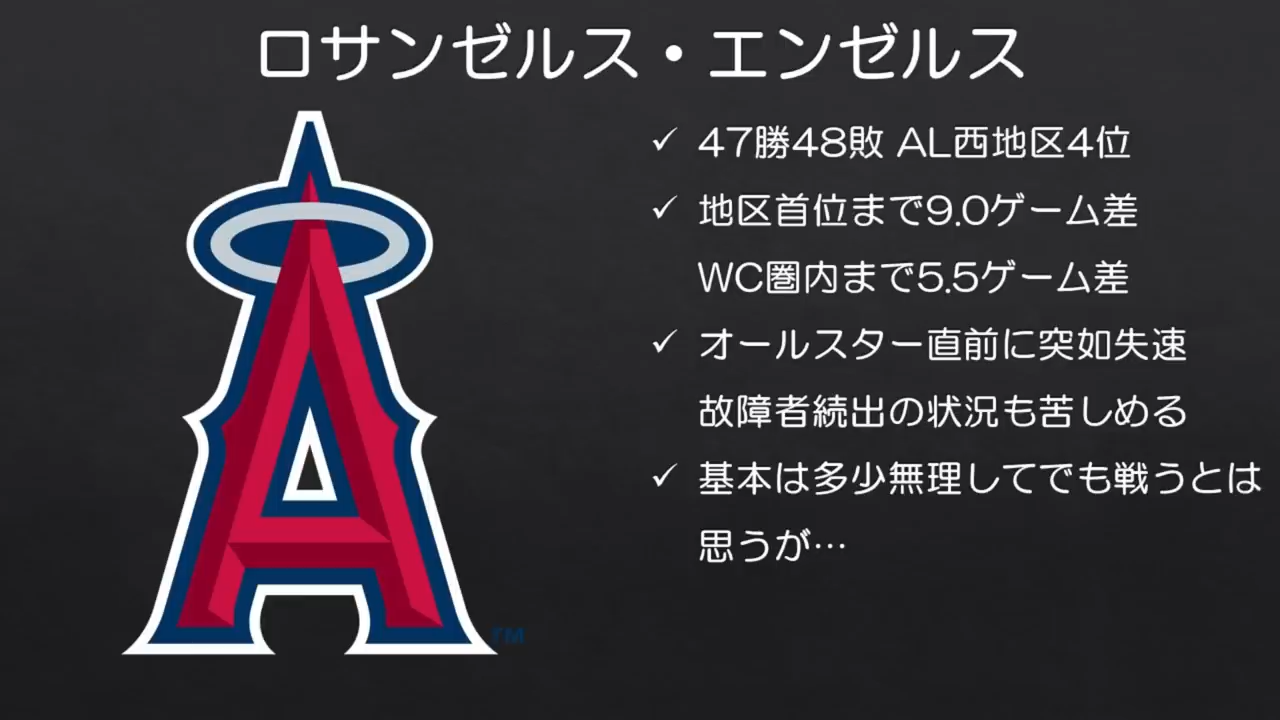 ロサンゼルス・エンゼルス
✓ 47勝48敗 AL西地区4位
✓ 地区首位まで9.0ゲーム差
WC圏内まで5.5ゲーム差
✓ オールスター直前に突如失速
故障者続出の状況も苦しめる
✓ 基本は多少無理してでも戦うとは
思うが…
A
TM